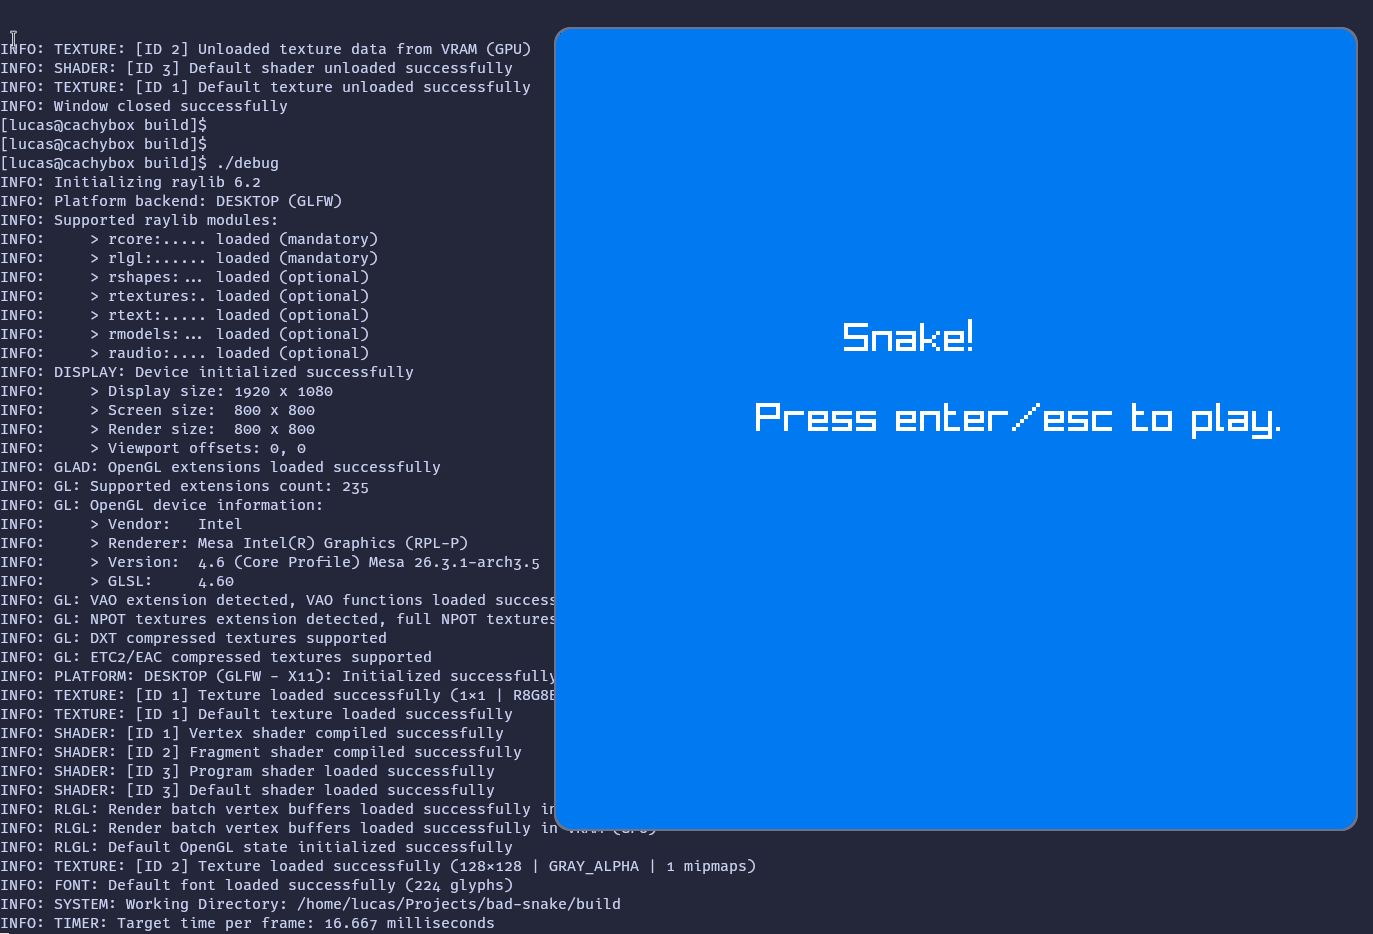 INFO: TEXTURE: [ID 2] Unloaded texture data from VRAM (GPU)
INFO: SHADER: [ID 3] Default shader unloaded successfully
INFO: TEXTURE: [ID 1] Default texture unloaded successfully
INFO: Window closed successfully
[lucas@cachybox build]$
[lucas@cachybox build]$
[lucas@cachybox build]$ ./debug
INFO: Initializing raylib 6.2
INFO: Platform backend: DESKTOP (GLFW)
INFO: Supported raylib modules:
INFO:     > rcore:..... loaded (mandatory)
INFO:     > rlgl:...... loaded (mandatory)
INFO:     > rshapes:... loaded (optional)
INFO:     > rtextures:. loaded (optional)
INFO:     > rtext:..... loaded (optional)
INFO:     > rmodels:... loaded (optional)
INFO:     > raudio:.... loaded (optional)
INFO: DISPLAY: Device initialized successfully
INFO:     > Display size: 1920 x 1080
INFO:     > Screen size:  800 x 800
INFO:     > Render size:  800 x 800
INFO:     > Viewport offsets: 0, 0
INFO: GLAD: OpenGL extensions loaded successfully
INFO: GL: Supported extensions count: 235
INFO: GL: OpenGL device information:
INFO:     > Vendor:   Intel
INFO:     > Renderer: Mesa Intel(R) Graphics (RPL-P)
INFO:     > Version:  4.6 (Core Profile) Mesa 26.3.1-arch3.5
INFO:     > GLSL:     4.60
INFO: GL: VAO extension detected, VAO functions loaded success
INFO: GL: NPOT textures extension detected, full NPOT textures
INFO: GL: DXT compressed textures supported
INFO: GL: ETC2/EAC compressed textures supported
INFO: PLATFORM: DESKTOP (GLFW - X11): Initialized successfully
INFO: TEXTURE: [ID 1] Texture loaded successfully (1x1 | R8G8
INFO: TEXTURE: [ID 1] Default texture loaded successfully
INFO: SHADER: [ID 1] Vertex shader compiled successfully
INFO: SHADER: [ID 2] Fragment shader compiled successfully
INFO: SHADER: [ID 3] Program shader loaded successfully
INFO: SHADER: [ID 3] Default shader loaded successfully
INFO: RLGL: Render batch vertex buffers loaded successfully in
INFO: RLGL: Render batch vertex buffers loaded successfully in VRAM (GPU)
INFO: RLGL: Default OpenGL state initialized successfully
INFO: TEXTURE: [ID 2] Texture loaded successfully (128x128 | GRAY_ALPHA | 1 mipmaps)
INFO: FONT: Default font loaded successfully (224 glyphs)
INFO: SYSTEM: Working Directory: /home/lucas/Projects/bad-snake/build
INFO: TIMER: Target time per frame: 16.667 milliseconds
Snake!
Press enter/esc to play.